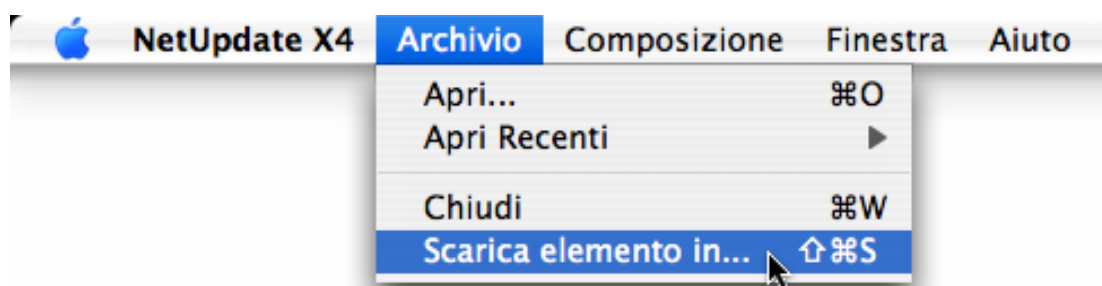 NetUpdate X4 Archivio Composizione Finestra Aiuto
Apri... ⌘O
Apri Recenti ▶
Chiudi ⌘W
Scarica elemento in... ⇧⌘S